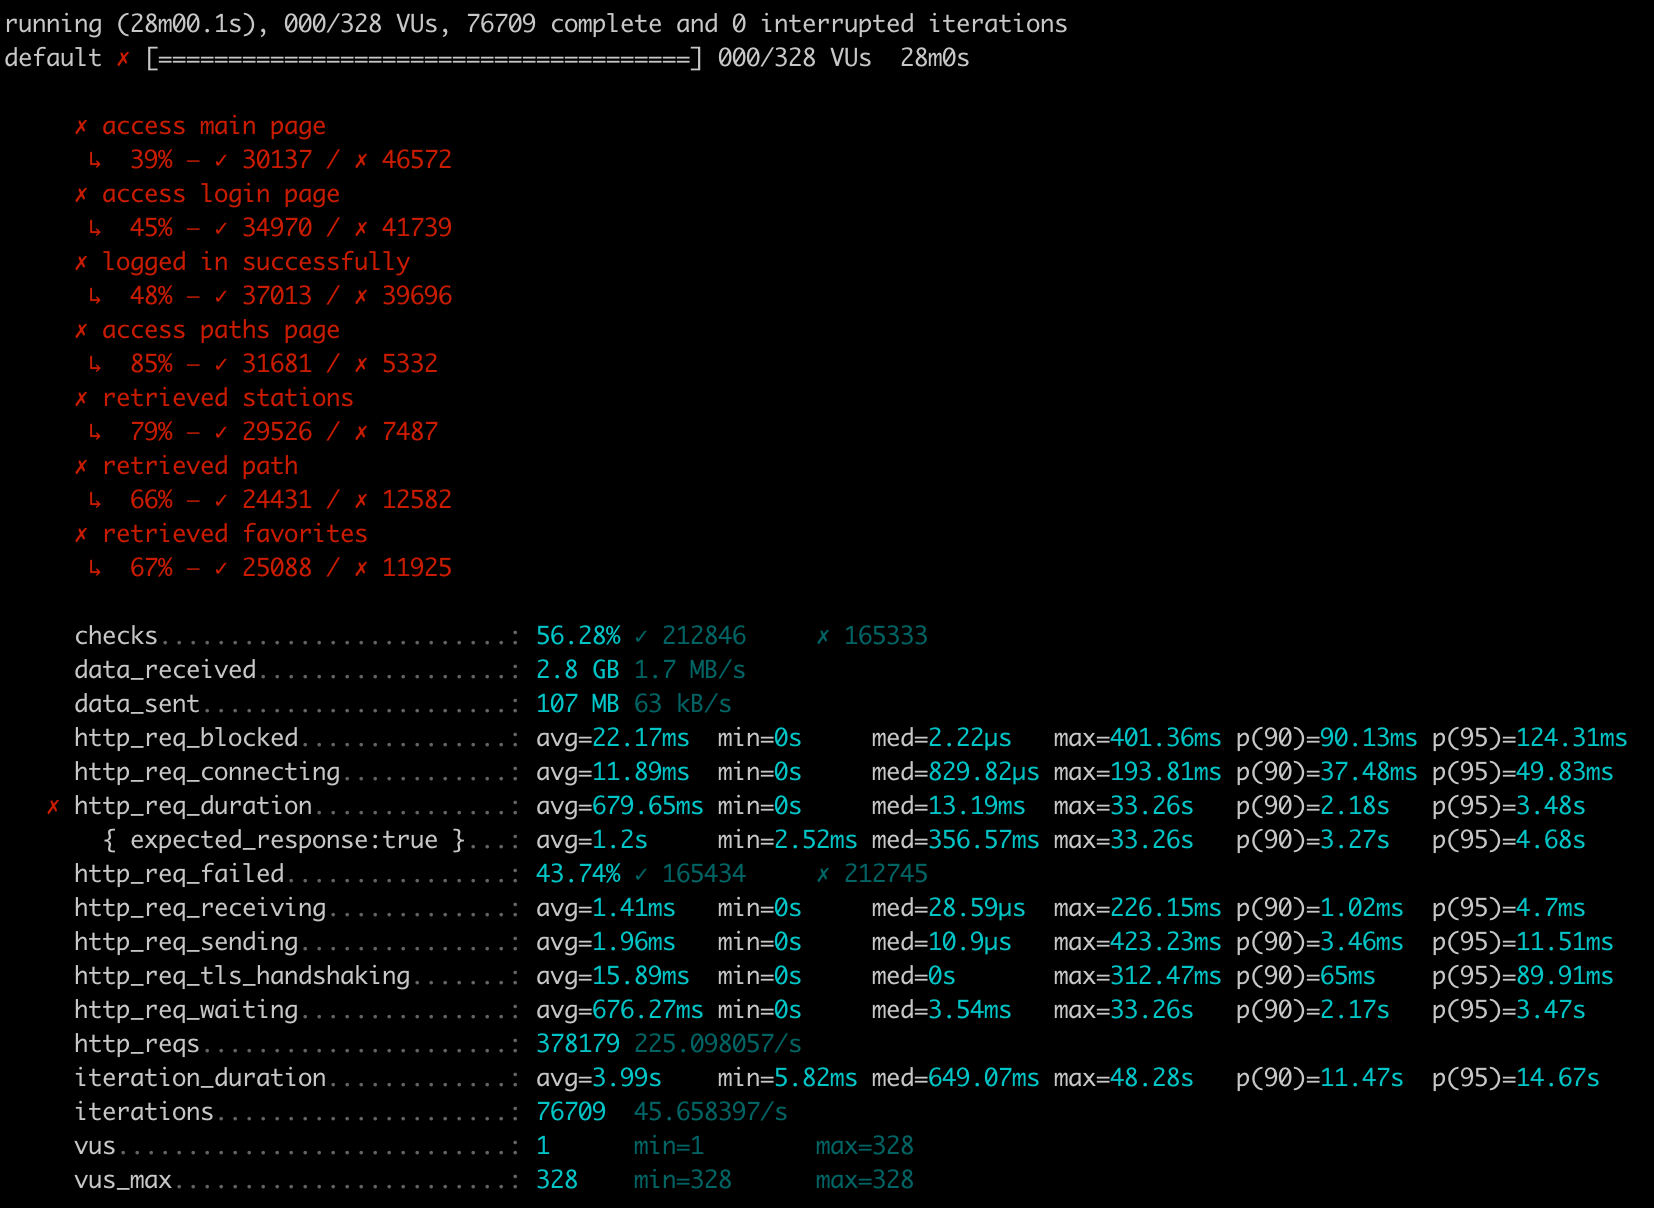 running (28m00.1s), 000/328 VUs, 76709 complete and 0 interrupted iterations
default ✗ [======================================] 000/328 VUs  28m0s
✗ access main page
↳  39% — ✓ 30137 / ✗ 46572
✗ access login page
↳  45% — ✓ 34970 / ✗ 41739
✗ logged in successfully
↳  48% — ✓ 37013 / ✗ 39696
✗ access paths page
↳  85% — ✓ 31681 / ✗ 5332
✗ retrieved stations
↳  79% — ✓ 29526 / ✗ 7487
✗ retrieved path
↳  66% — ✓ 24431 / ✗ 12582
✗ retrieved favorites
↳  67% — ✓ 25088 / ✗ 11925
checks.........................: 56.28% ✓ 212846     ✗ 165333
data_received..................: 2.8 GB 1.7 MB/s
data_sent......................: 107 MB 63 kB/s
http_req_blocked...............: avg=22.17ms  min=0s     med=2.22µs   max=401.36ms p(90)=90.13ms p(95)=124.31ms
http_req_connecting............: avg=11.89ms  min=0s     med=829.82µs max=193.81ms p(90)=37.48ms p(95)=49.83ms
✗ http_req_duration..............: avg=679.65ms min=0s     med=13.19ms  max=33.26s   p(90)=2.18s   p(95)=3.48s
{ expected_response:true }...: avg=1.2s     min=2.52ms med=356.57ms max=33.26s   p(90)=3.27s   p(95)=4.68s
http_req_failed................: 43.74% ✓ 165434     ✗ 212745
http_req_receiving.............: avg=1.41ms   min=0s     med=28.59µs  max=226.15ms p(90)=1.02ms  p(95)=4.7ms
http_req_sending...............: avg=1.96ms   min=0s     med=10.9µs   max=423.23ms p(90)=3.46ms  p(95)=11.51ms
http_req_tls_handshaking.......: avg=15.89ms  min=0s     med=0s       max=312.47ms p(90)=65ms    p(95)=89.91ms
http_req_waiting...............: avg=676.27ms min=0s     med=3.54ms   max=33.26s   p(90)=2.17s   p(95)=3.47s
http_reqs......................: 378179 225.098057/s
iteration_duration.............: avg=3.99s    min=5.82ms med=649.07ms max=48.28s   p(90)=11.47s  p(95)=14.67s
iterations.....................: 76709  45.658397/s
vus............................: 1      min=1        max=328
vus_max........................: 328    min=328      max=328